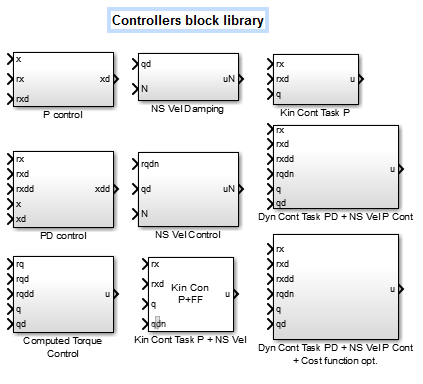 Controllers block library
x
rx
rxd
xd
P control
qd
N
uN
NS Vel Damping
rx
rxd
q
u
Kin Cont Task P
rx
rxd
rxdd
x
xd
xdd
PD control
rqdn
qd
N
uN
NS Vel Control
rx
rxd
rxdd
rqdn
q
qd
u
Dyn Cont Task PD + NS Vel P Cont
rq
rqd
rqdd
q
qd
u
Computed Torque
Control
rx
rxd
q
qdn
Kin Con
P+FF
u
Kin Cont Task P + NS Vel
rx
rxd
rxdd
rqdn
q
qd
u
Dyn Cont Task PD + NS Vel P Cont
+ Cost function opt.